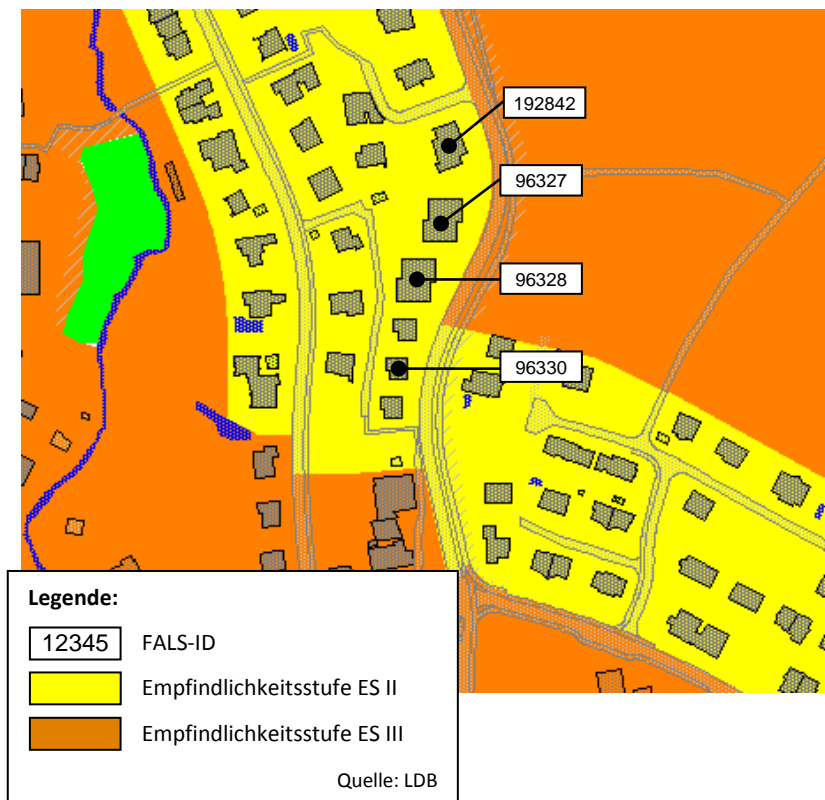 192842
96327
96328
96330
Legende:
12345 FALS-ID
Empfindlichkeitsstufe ES II
Empfindlichkeitsstufe ES III
Quelle: LDB